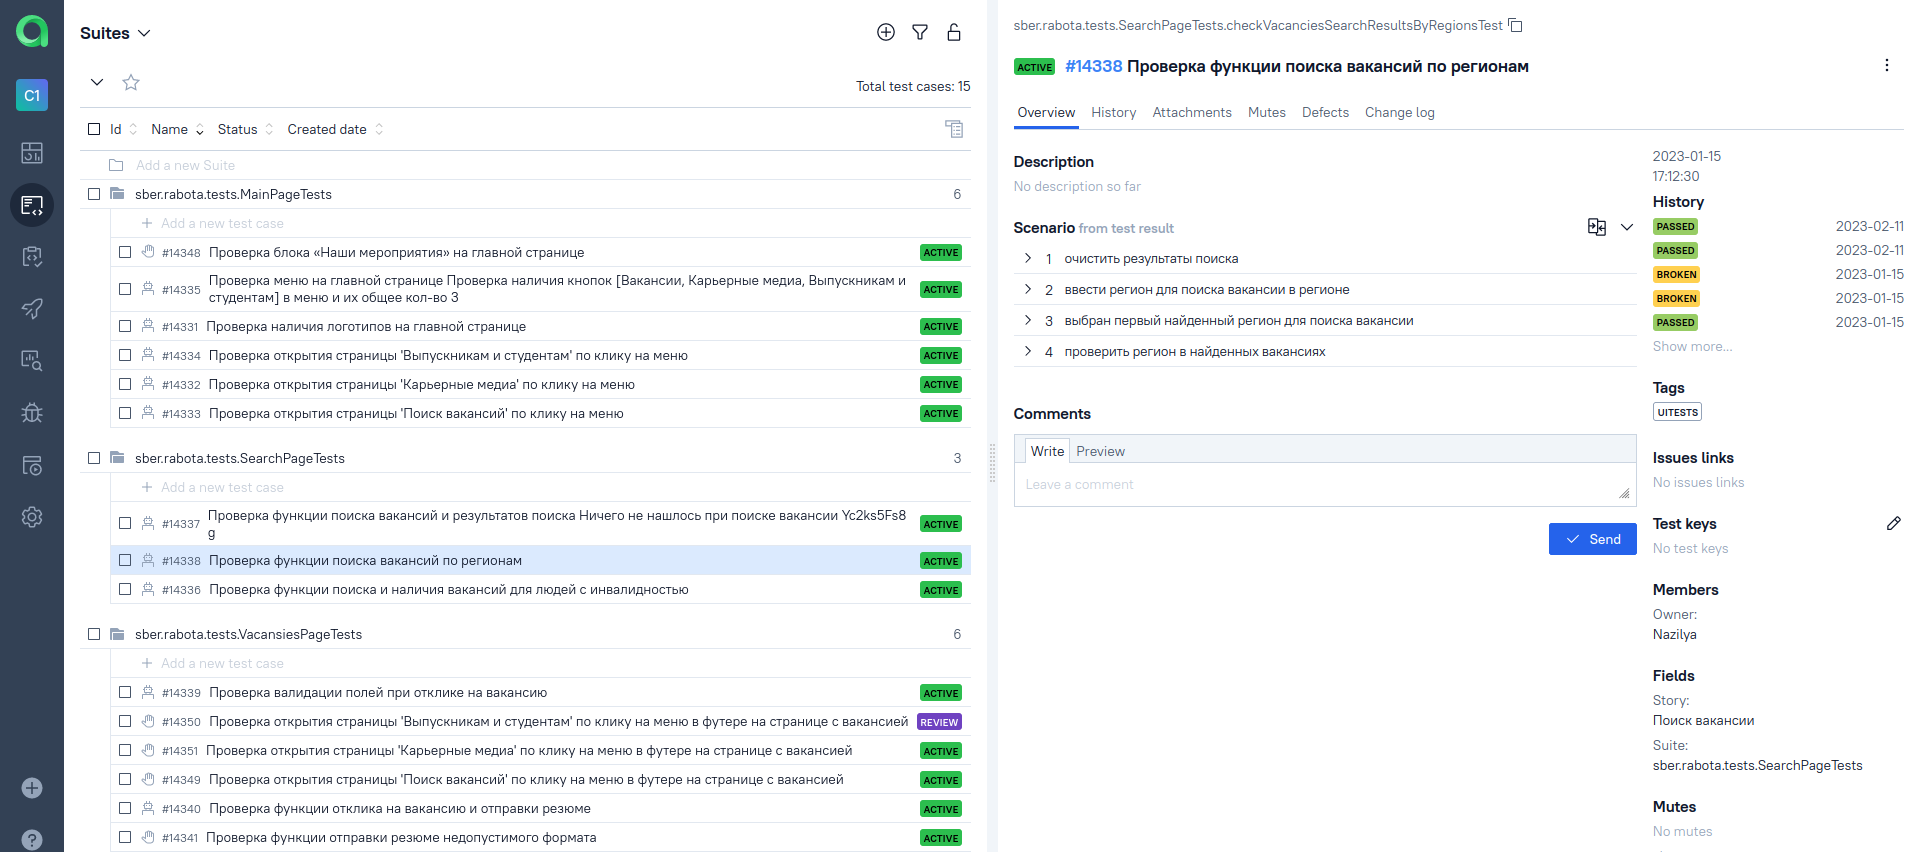 C1
Suites
Total test cases: 15
Id Name Status Created date
Add a new Suite
sber.rabota.tests.MainPageTests 6
Add a new test case
#14348 Проверка блока «Наши мероприятия» на главной странице ACTIVE
#14335 Проверка меню на главной странице Проверка наличия кнопок [Вакансии, Карьерные медиа, Выпускникам и
студентам] в меню и их общее кол-во 3 ACTIVE
#14331 Проверка наличия логотипов на главной странице ACTIVE
#14334 Проверка открытия страницы 'Выпускникам и студентам' по клику на меню ACTIVE
#14332 Проверка открытия страницы 'Карьерные медиа' по клику на меню ACTIVE
#14333 Проверка открытия страницы 'Поиск вакансий' по клику на меню ACTIVE
sber.rabota.tests.SearchPageTests 3
Add a new test case
#14337 Проверка функции поиска вакансий и результатов поиска Ничего не нашлось при поиске вакансии Yc2ks5Fs8
g ACTIVE
#14338 Проверка функции поиска вакансий по регионам ACTIVE
#14336 Проверка функции поиска и наличия вакансий для людей с инвалидностью ACTIVE
sber.rabota.tests.VacansiesPageTests 6
Add a new test case
#14339 Проверка валидации полей при отклике на вакансию ACTIVE
#14350 Проверка открытия страницы 'Выпускникам и студентам' по клику на меню в футере на странице с вакансией REVIEW
#14351 Проверка открытия страницы 'Карьерные медиа' по клику на меню в футере на странице с вакансией ACTIVE
#14349 Проверка открытия страницы 'Поиск вакансий' по клику на меню в футере на странице с вакансией ACTIVE
#14340 Проверка функции отклика на вакансию и отправки резюме ACTIVE
#14341 Проверка функции отправки резюме недопустимого формата ACTIVE
sber.rabota.tests.SearchPageTests.checkVacanciesSearchResultsByRegionsTest
ACTIVE #14338 Проверка функции поиска вакансий по регионам
Overview History Attachments Mutes Defects Change log
Description
No description so far
Scenario from test result
1 очистить результаты поиска
2 ввести регион для поиска вакансии в регионе
3 выбран первый найденный регион для поиска вакансии
4 проверить регион в найденных вакансиях
Comments
Write Preview
Leave a comment
Send
2023-01-15
17:12:30
History
PASSED 2023-02-11
PASSED 2023-02-11
BROKEN 2023-01-15
BROKEN 2023-01-15
PASSED 2023-01-15
Show more...
Tags
UITESTS
Issues links
No issues links
Test keys
No test keys
Members
Owner:
Nazilya
Fields
Story:
Поиск вакансии
Suite:
sber.rabota.tests.SearchPageTests
Mutes
No mutes